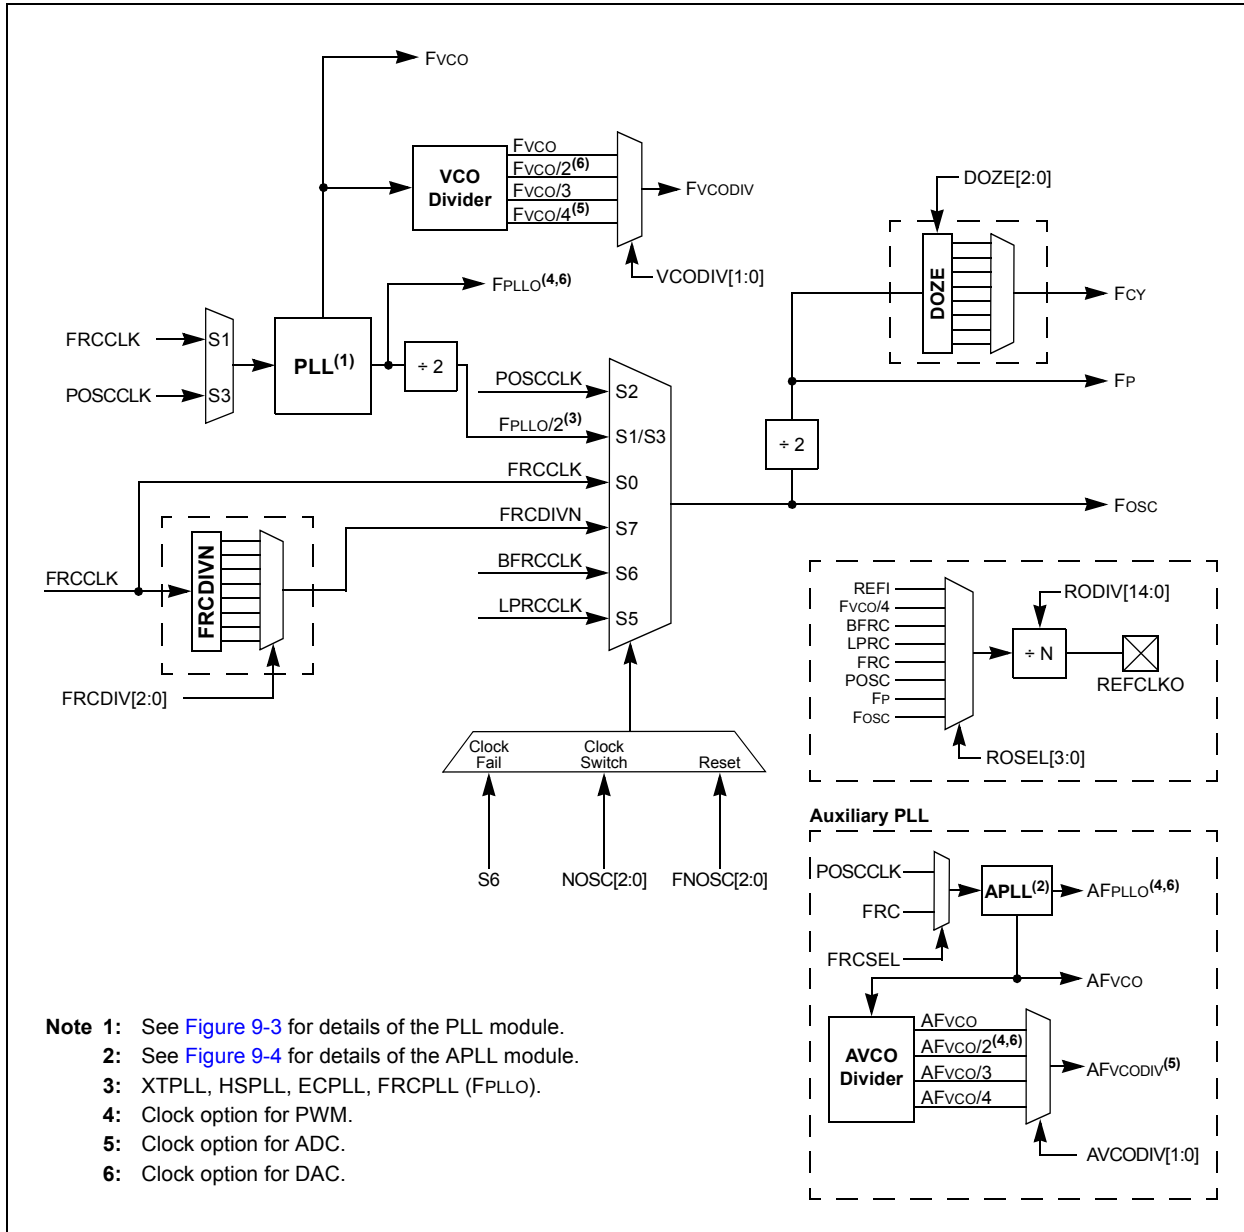 FVCO
VCO
Divider
FVCO
FVCO/2(6)
FVCO/3
FVCO/4(5)
FVCODIV
VCODIV[1:0]
DOZE[2:0]
DOZE
FCY
FPLLO(4,6)
FRCCLK
POSCCLK
S1
S3
PLL(1)
÷ 2
POSCCLK
S2
FPLLO/2(3)
S1/S3
FRCCLK
S0
FRCDIVN
S7
BFRCCLK
S6
LPRCCLK
S5
FP
÷ 2
FOSC
FRCCLK
FRCDIVN
FRCDIV[2:0]
Clock
Fail
Clock
Switch
Reset
S6
NOSC[2:0]
FNOSC[2:0]
REFI
FVCO/4
BFRC
LPRC
FRC
POSC
FP
FOSC
RODIV[14:0]
÷ N
REFCLKO
ROSEL[3:0]
Auxiliary PLL
POSCCLK
FRC
FRCSEL
APLL(2)
AFPLLO(4,6)
AFVCO
AVCO
Divider
AFVCO
AFVCO/2(4,6)
AFVCO/3
AFVCO/4
AFVCODIV(5)
AVCODIV[1:0]
Note 1: See Figure 9-3 for details of the PLL module.
2: See Figure 9-4 for details of the APLL module.
3: XTPLL, HSPLL, ECPLL, FRCPLL (FPLLO).
4: Clock option for PWM.
5: Clock option for ADC.
6: Clock option for DAC.